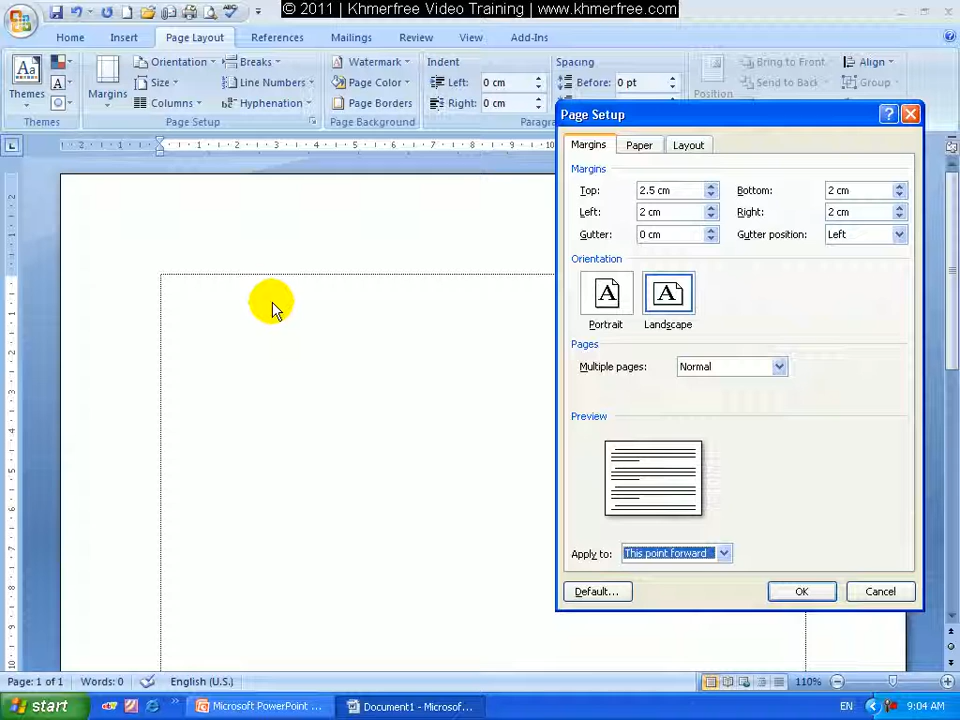 © 2011 | Khmerfree Video Training | www.khmerfree.com
Home Insert Page Layout References Mailings Review View Add-Ins
Themes
Margins
Orientation
Size
Columns
Breaks
Line Numbers
Hyphenation
Watermark
Page Color
Page Borders
Indent
Left: 0 cm
Right: 0 cm
Spacing
Before: 0 pt
Position
Bring to Front
Send to Back
Align
Group
Themes
Page Setup
Page Background
Parag
Page Setup
Margins Paper Layout
Margins
Top: 2.5 cm Bottom: 2 cm
Left: 2 cm Right: 2 cm
Gutter: 0 cm Gutter position: Left
Orientation
Portrait Landscape
Pages
Multiple pages: Normal
Preview
Apply to: This point forward
Default... OK Cancel
Page: 1 of 1 Words: 0 English (U.S.) 110%
start Microsoft PowerPoint ... Document1 - Microsof... EN 9:04 AM